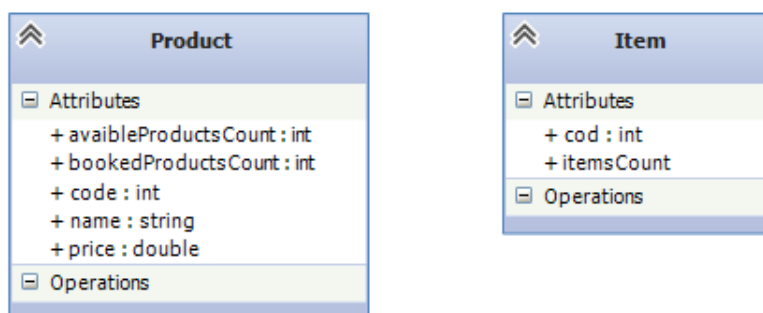 Product
Attributes
+ avaibleProductsCount : int
+ bookedProductsCount : int
+ code : int
+ name : string
+ price : double
Operations
Item
Attributes
+ cod : int
+ itemsCount
Operations